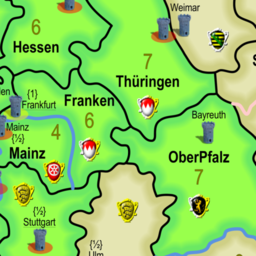 Weimar
6
Hessen
7
Thüringen
{1}
Frankfurt
Franken
Bayreuth
Mainz
{½}
4
6
Mainz
OberPfalz
7
{½}
Stuttgart
{½}
Ulm